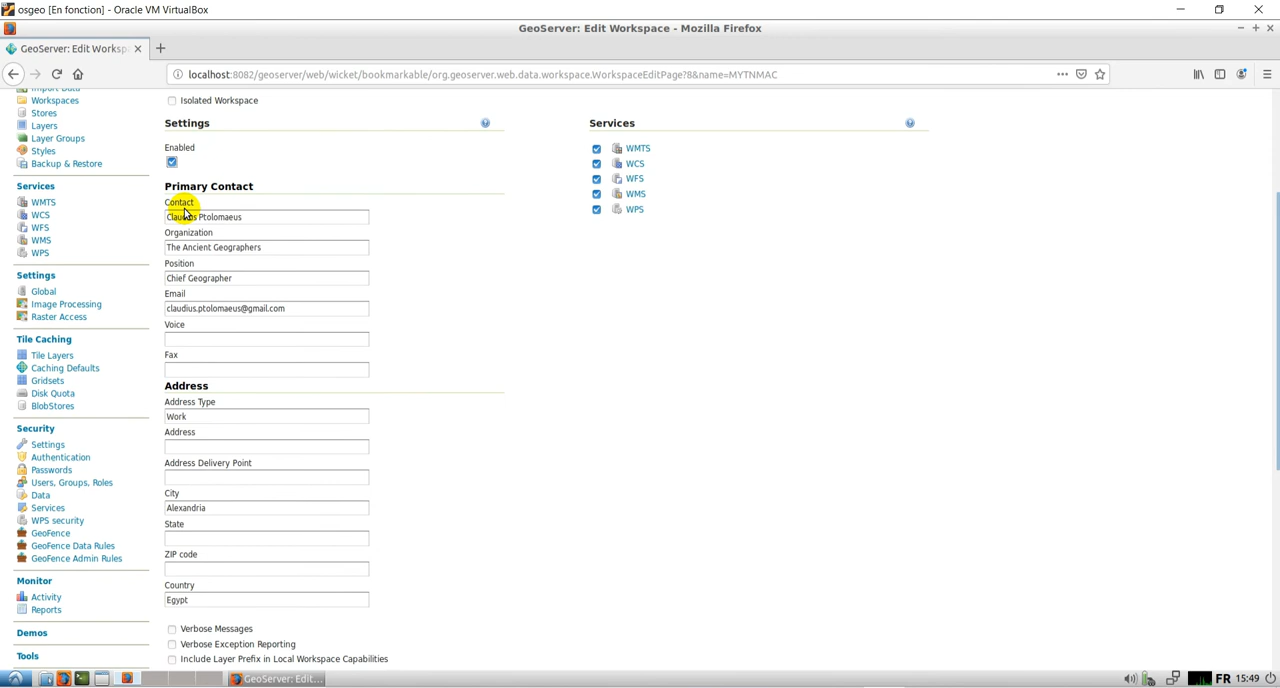 osgeo [En fonction] - Oracle VM VirtualBox
GeoServer: Edit Workspace - Mozilla Firefox
GeoServer: Edit Worksp
localhost:8082/geoserver/web/wicket/bookmarkable/org.geoserver.web.data.workspace.WorkspaceEditPage?8&name=MYTNMAC
Import Data
Workspaces
Stores
Layers
Layer Groups
Styles
Backup & Restore
Services
WMTS
WCS
WFS
WMS
WPS
Settings
Global
Image Processing
Raster Access
Tile Caching
Tile Layers
Caching Defaults
Gridsets
Disk Quota
BlobStores
Security
Settings
Authentication
Passwords
Users, Groups, Roles
Data
Services
WPS security
GeoFence
GeoFence Data Rules
GeoFence Admin Rules
Monitor
Activity
Reports
Demos
Tools
Isolated Workspace
Settings
Enabled
Primary Contact
Contact
Claudius Ptolomaeus
Organization
The Ancient Geographers
Position
Chief Geographer
Email
claudius.ptolomaeus@gmail.com
Voice
Fax
Address
Address Type
Work
Address
Address Delivery Point
City
Alexandria
State
ZIP code
Country
Egypt
Verbose Messages
Verbose Exception Reporting
Include Layer Prefix in Local Workspace Capabilities
Services
WMTS
WCS
WFS
WMS
WPS
GeoServer: Edit...
FR 15:49